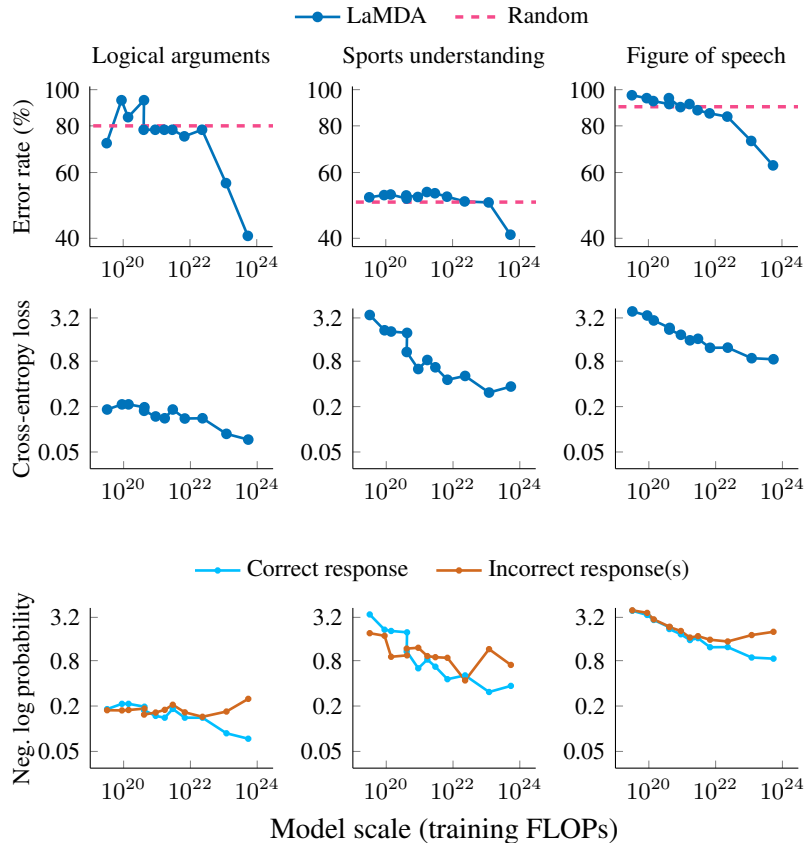 LaMDA Random
Logical arguments Sports understanding Figure of speech
Error rate (%)
100 80 60 40
10^20 10^22 10^24
100 80 60 40
10^20 10^22 10^24
100 80 60 40
10^20 10^22 10^24
Cross-entropy loss
3.2 0.8 0.2 0.05
10^20 10^22 10^24
3.2 0.8 0.2 0.05
10^20 10^22 10^24
3.2 0.8 0.2 0.05
10^20 10^22 10^24
Correct response Incorrect response(s)
Neg. log probability
3.2 0.8 0.2 0.05
10^20 10^22 10^24
3.2 0.8 0.2 0.05
10^20 10^22 10^24
3.2 0.8 0.2 0.05
10^20 10^22 10^24
Model scale (training FLOPs)